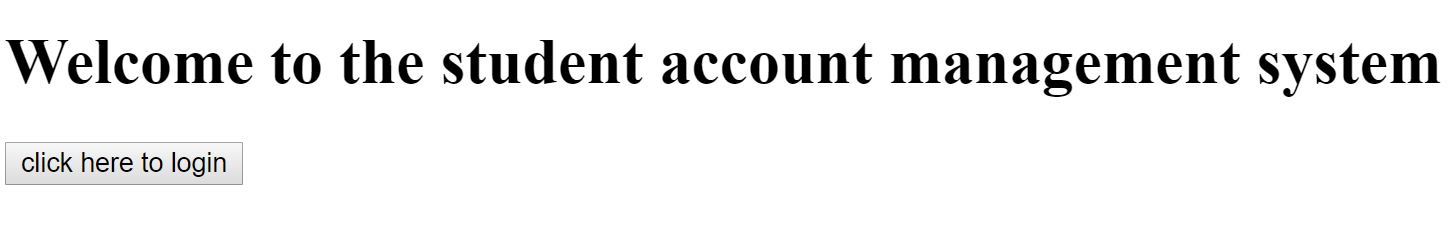 Welcome to the student account management system
click here to login